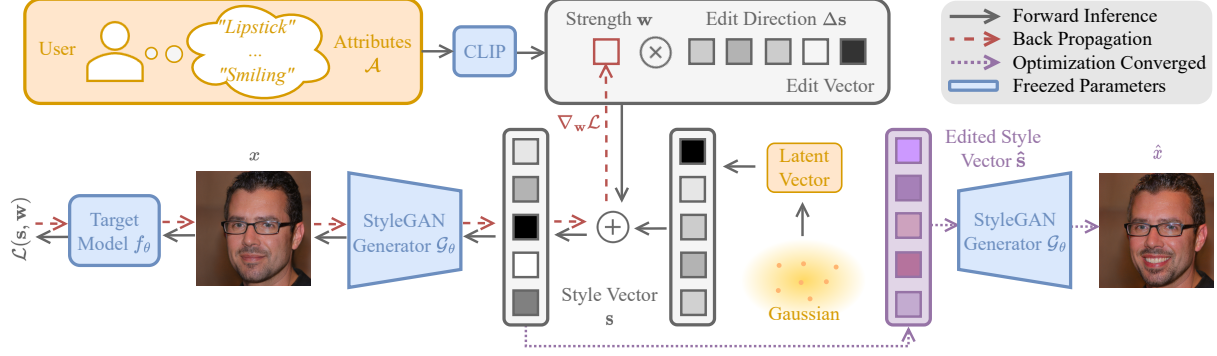 User
"Lipstick"
...
"Smiling"
Attributes
𝒜
CLIP
Strength w
Edit Direction Δs
⊗
Edit Vector
Forward Inference
Back Propagation
Optimization Converged
Freezed Parameters
∇wℒ
ℒ(s, w)
Target
Model fθ
x
StyleGAN
Generator 𝒢θ
+
Style Vector
s
Latent
Vector
Gaussian
Edited Style
Vector ŝ
StyleGAN
Generator 𝒢θ
x̂